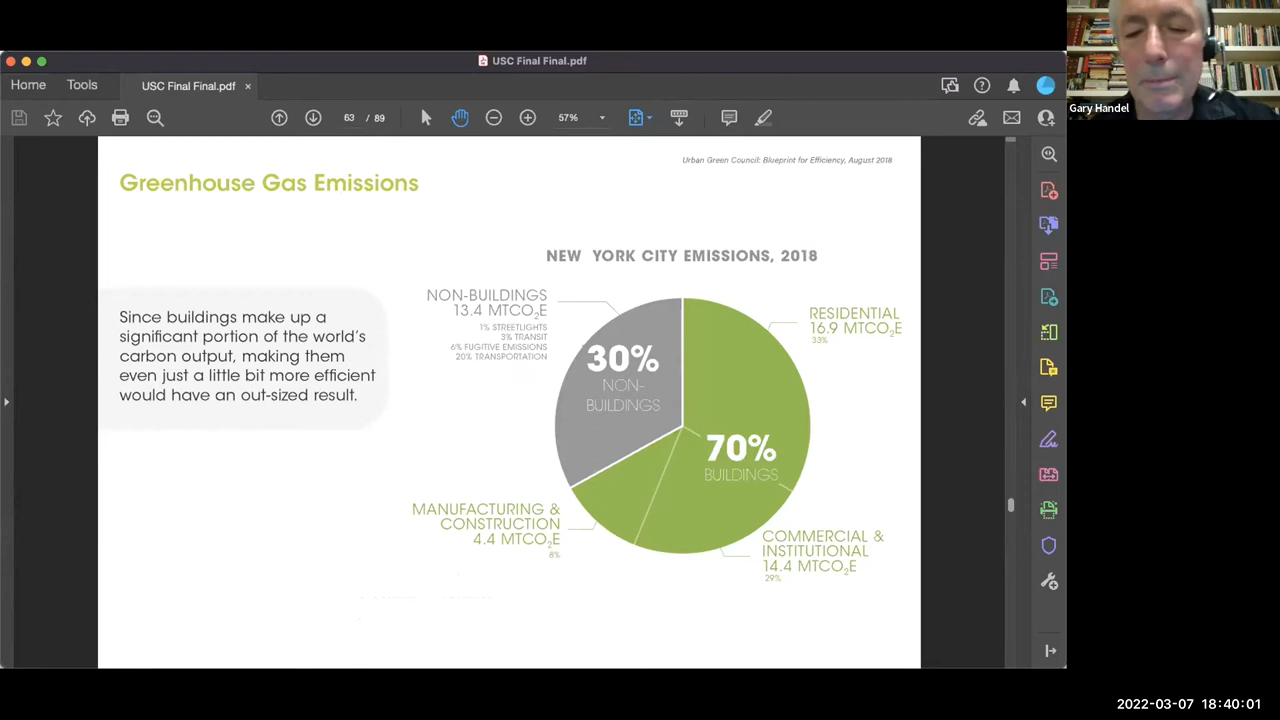 USC Final Final.pdf
Home
Tools
USC Final Final.pdf ×
63 / 89
57%
Gary Handel
Urban Green Council: Blueprint for Efficiency, August 2018
Greenhouse Gas Emissions
NEW YORK CITY EMISSIONS, 2018
Since buildings make up a
significant portion of the world's
carbon output, making them
even just a little bit more efficient
would have an out-sized result.
NON-BUILDINGS
13.4 MTCO2E
1% STREETLIGHTS
3% TRANSIT
6% FUGITIVE EMISSIONS
20% TRANSPORTATION
30%
NON-
BUILDINGS
RESIDENTIAL
16.9 MTCO2E
33%
70%
BUILDINGS
MANUFACTURING &
CONSTRUCTION
4.4 MTCO2E
8%
COMMERCIAL &
INSTITUTIONAL
14.4 MTCO2E
29%
2022-03-07 18:40:01